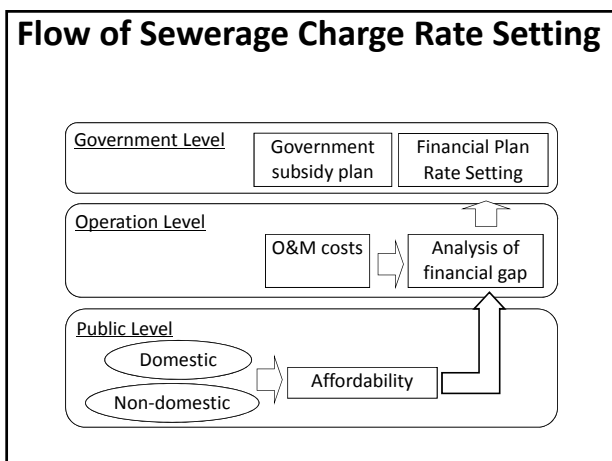 Flow of Sewerage Charge Rate Setting
Government Level
Government
subsidy plan
Financial Plan
Rate Setting
Operation Level
O&M costs
Analysis of
financial gap
Public Level
Domestic
Non-domestic
Affordability